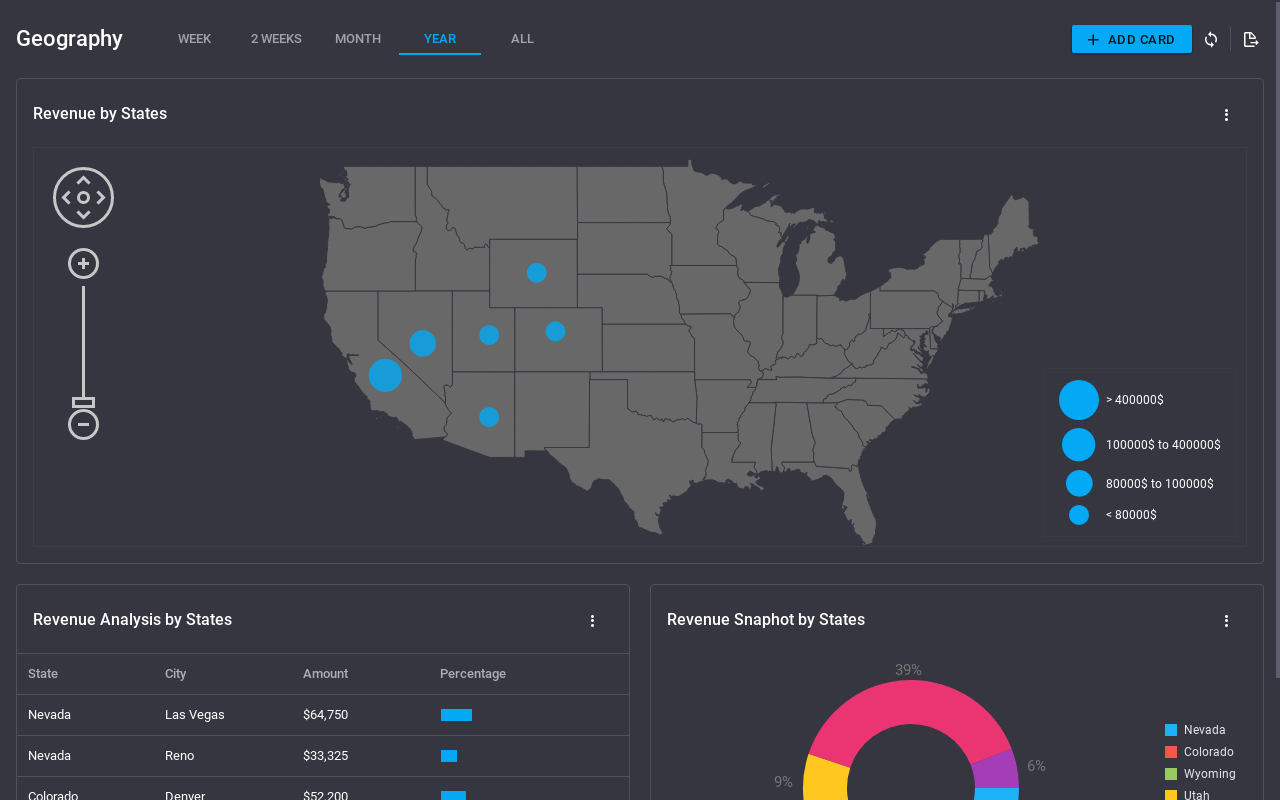 Geography WEEK 2 WEEKS MONTH YEAR ALL ADD CARD
Revenue by States
> 400000$
100000$ to 400000$
80000$ to 100000$
< 80000$
Revenue Analysis by States
State City Amount Percentage
Nevada Las Vegas $64,750
Nevada Reno $33,325
Colorado Denver $52,200
Revenue Snaphot by States
39%
6%
9%
Nevada
Colorado
Wyoming
Utah